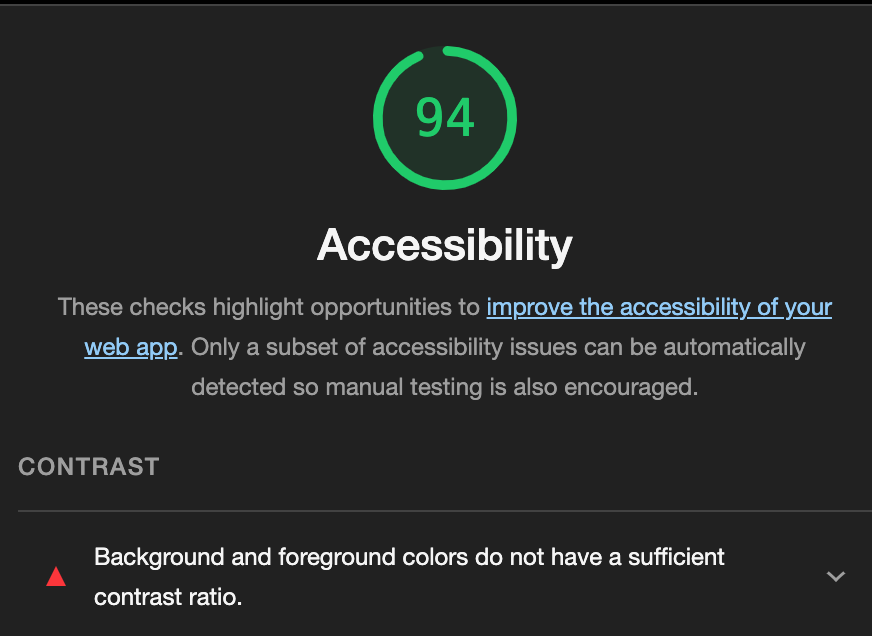 94
Accessibility
These checks highlight opportunities to improve the accessibility of your
web app. Only a subset of accessibility issues can be automatically
detected so manual testing is also encouraged.
CONTRAST
Background and foreground colors do not have a sufficient
contrast ratio.